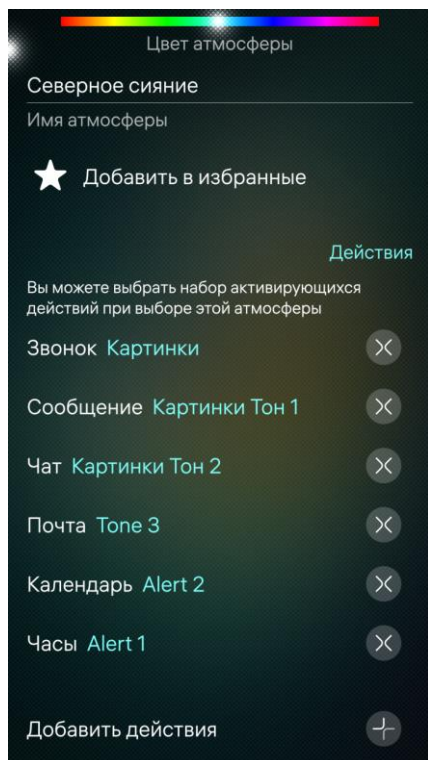 Цвет атмосферы
Северное сияние
Имя атмосферы
Добавить в избранные
Действия
Вы можете выбрать набор активирующихся
действий при выборе этой атмосферы
Звонок Картинки
Сообщение Картинки Тон 1
Чат Картинки Тон 2
Почта Tone 3
Календарь Alert 2
Часы Alert 1
Добавить действия